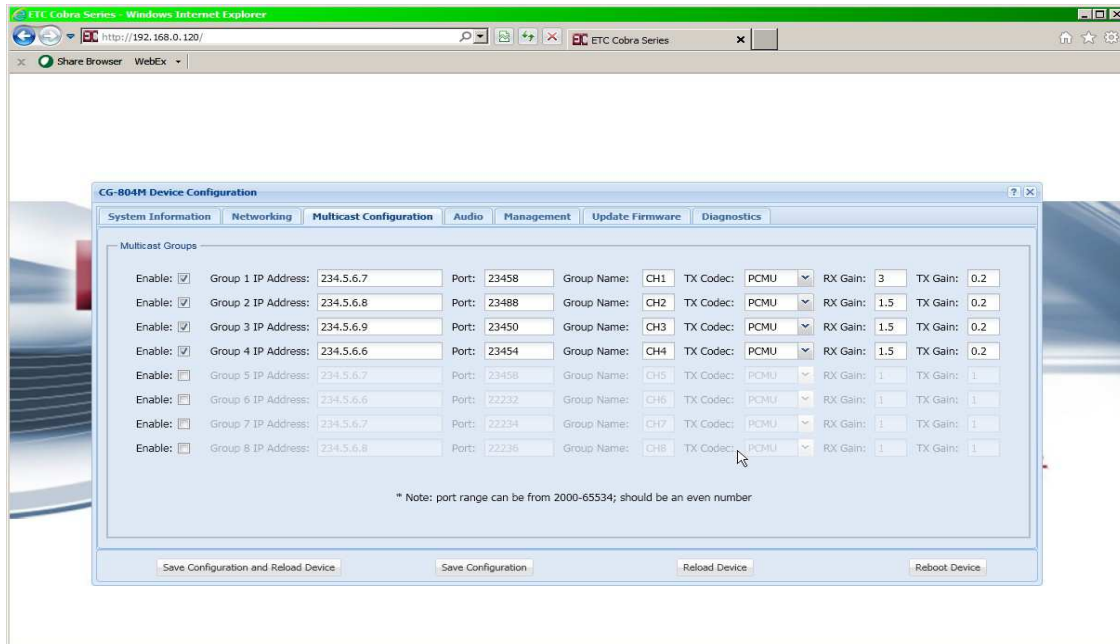 ETC Cobra Series - Windows Internet Explorer
http://192.168.0.120/ ETC Cobra Series
Share Browser WebEx
CG-804M Device Configuration
System Information Networking Multicast Configuration Audio Management Update Firmware Diagnostics
Multicast Groups
Enable: Group 1 IP Address: 234.5.6.7 Port: 23458 Group Name: CH1 TX Codec: PCMU RX Gain: 3 TX Gain: 0.2
Enable: Group 2 IP Address: 234.5.6.8 Port: 23488 Group Name: CH2 TX Codec: PCMU RX Gain: 1.5 TX Gain: 0.2
Enable: Group 3 IP Address: 234.5.6.9 Port: 23450 Group Name: CH3 TX Codec: PCMU RX Gain: 1.5 TX Gain: 0.2
Enable: Group 4 IP Address: 234.5.6.6 Port: 23454 Group Name: CH4 TX Codec: PCMU RX Gain: 1.5 TX Gain: 0.2
Enable: Group 5 IP Address: 234.5.6.7 Port: 23458 Group Name: CH5 TX Codec: PCMU RX Gain: 1 TX Gain: 1
Enable: Group 6 IP Address: 234.5.6.6 Port: 22232 Group Name: CH6 TX Codec: PCMU RX Gain: 1 TX Gain: 1
Enable: Group 7 IP Address: 234.5.6.7 Port: 22234 Group Name: CH7 TX Codec: PCMU RX Gain: 1 TX Gain: 1
Enable: Group 8 IP Address: 234.5.6.8 Port: 22236 Group Name: CH8 TX Codec: PCMU RX Gain: 1 TX Gain: 1
* Note: port range can be from 2000-65534; should be an even number
Save Configuration and Reload Device Save Configuration Reload Device Reboot Device